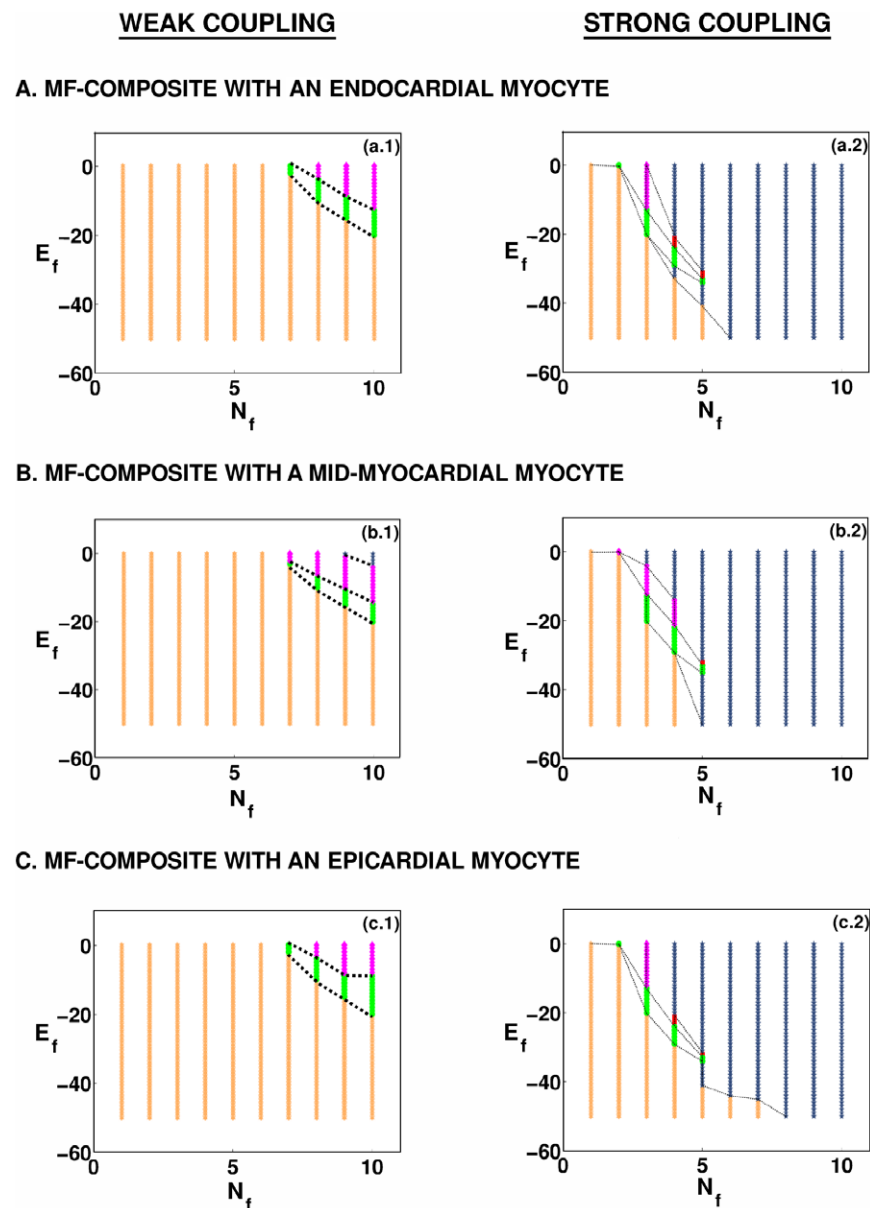 WEAK COUPLING STRONG COUPLING
A. MF-COMPOSITE WITH AN ENDOCARDIAL MYOCYTE
(a.1) (a.2)
0 0
−20 −20
E_f E_f
−40 −40
−60 −60
0 5 10 0 5 10
N_f N_f
B. MF-COMPOSITE WITH A MID-MYOCARDIAL MYOCYTE
(b.1) (b.2)
0 0
−20 −20
E_f E_f
−40 −40
−60 −60
0 5 10 0 5 10
N_f N_f
C. MF-COMPOSITE WITH AN EPICARDIAL MYOCYTE
(c.1) (c.2)
0 0
−20 −20
E_f E_f
−40 −40
−60 −60
0 5 10 0 5 10
N_f N_f